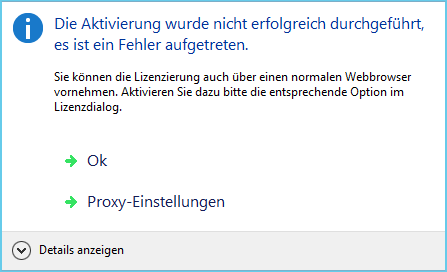 Die Aktivierung wurde nicht erfolgreich durchgeführt,
es ist ein Fehler aufgetreten.
Sie können die Lizenzierung auch über einen normalen Webbrowser
vornehmen. Aktivieren Sie dazu bitte die entsprechende Option im
Lizenzdialog.
Ok
Proxy-Einstellungen
Details anzeigen